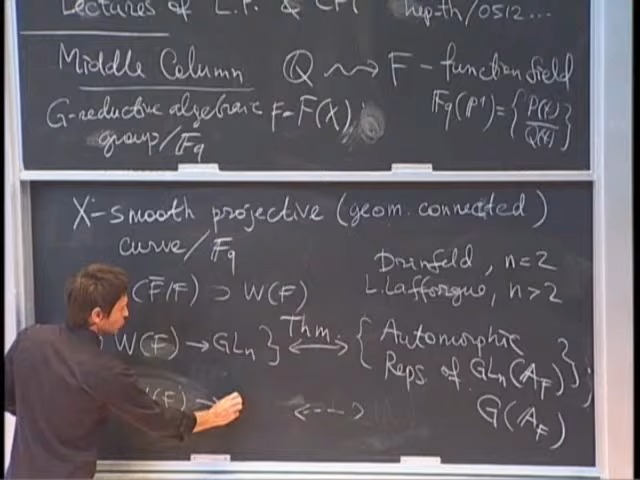 Lectures of L.P. & CFT hep-th/0512...
Middle Column Q ⇝ F - function field
G-reductive algebraic group/F_q F = F(X), F_q(P¹) = { P(t) / Q(t) }
X - smooth projective (geom. connected)
curve/F_q
Drinfeld, n=2
L. Lafforgue, n>2
(F̄/F) ⊃ W(F)
W(F) → GL_n } ⟷ Thm. { Automorphic
Reps of GL_n(A_F) } ;
(F) → ⇠⇢ G(A_F)